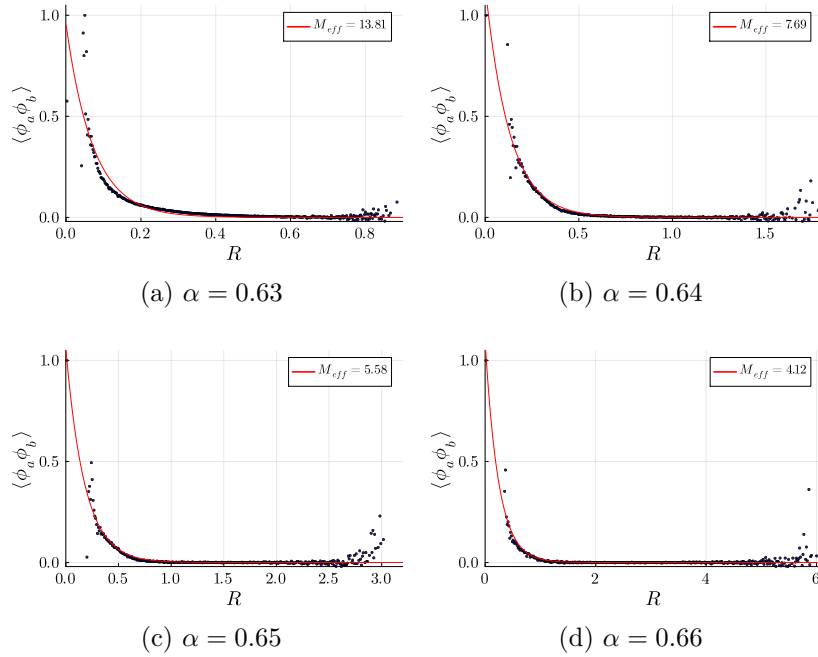 1.0
0.5
0.0
⟨ϕ_a ϕ_b⟩
M_eff = 13.81
0.0 0.2 0.4 0.6 0.8
R
(a) α = 0.63
1.0
0.5
0.0
⟨ϕ_a ϕ_b⟩
M_eff = 7.69
0.0 0.5 1.0 1.5
R
(b) α = 0.64
1.0
0.5
0.0
⟨ϕ_a ϕ_b⟩
M_eff = 5.58
0.0 0.5 1.0 1.5 2.0 2.5 3.0
R
(c) α = 0.65
1.0
0.5
0.0
⟨ϕ_a ϕ_b⟩
M_eff = 4.12
0 2 4 6
R
(d) α = 0.66